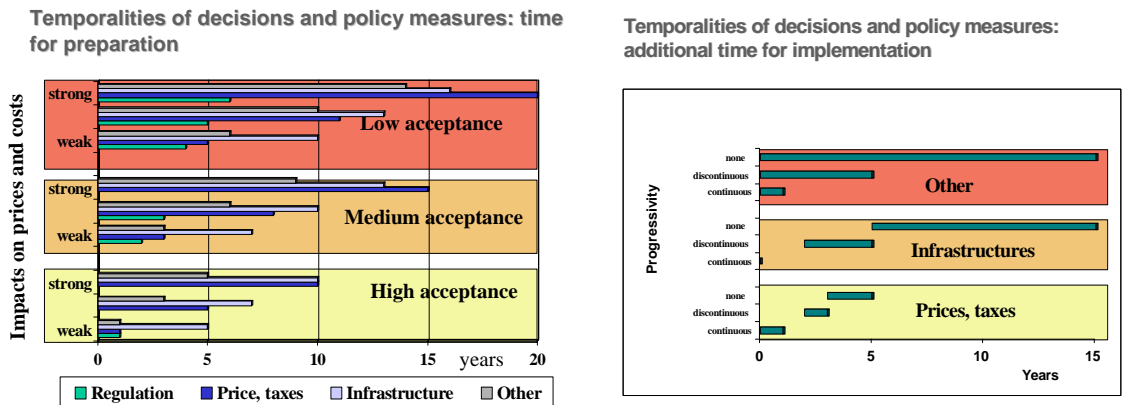 Temporalities of decisions and policy measures: time
for preparation
Impacts on prices and costs
strong
Low acceptance
weak
strong
Medium acceptance
weak
strong
High acceptance
weak
0 5 10 15 20
years
Regulation Price, taxes Infrastructure Other
Temporalities of decisions and policy measures:
additional time for implementation
Progressivity
none
discontinuous
Other
continuous
none
discontinuous
Infrastructures
continuous
none
discontinuous
Prices, taxes
continuous
0 5 10 15
Years